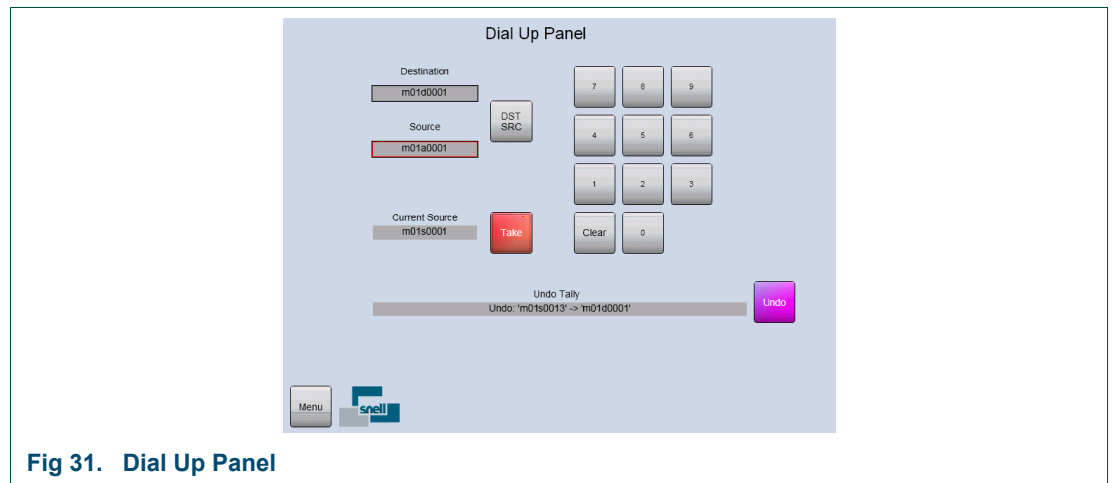 Dial Up Panel
Destination
m01d0001
DST
SRC
Source
m01a0001
7 8 9
4 5 6
1 2 3
Clear 0
Current Source
m01s0001
Take
Undo Tally
Undo: 'm01s0013' -> 'm01d0001'
Undo
Menu
snell
Fig 31. Dial Up Panel